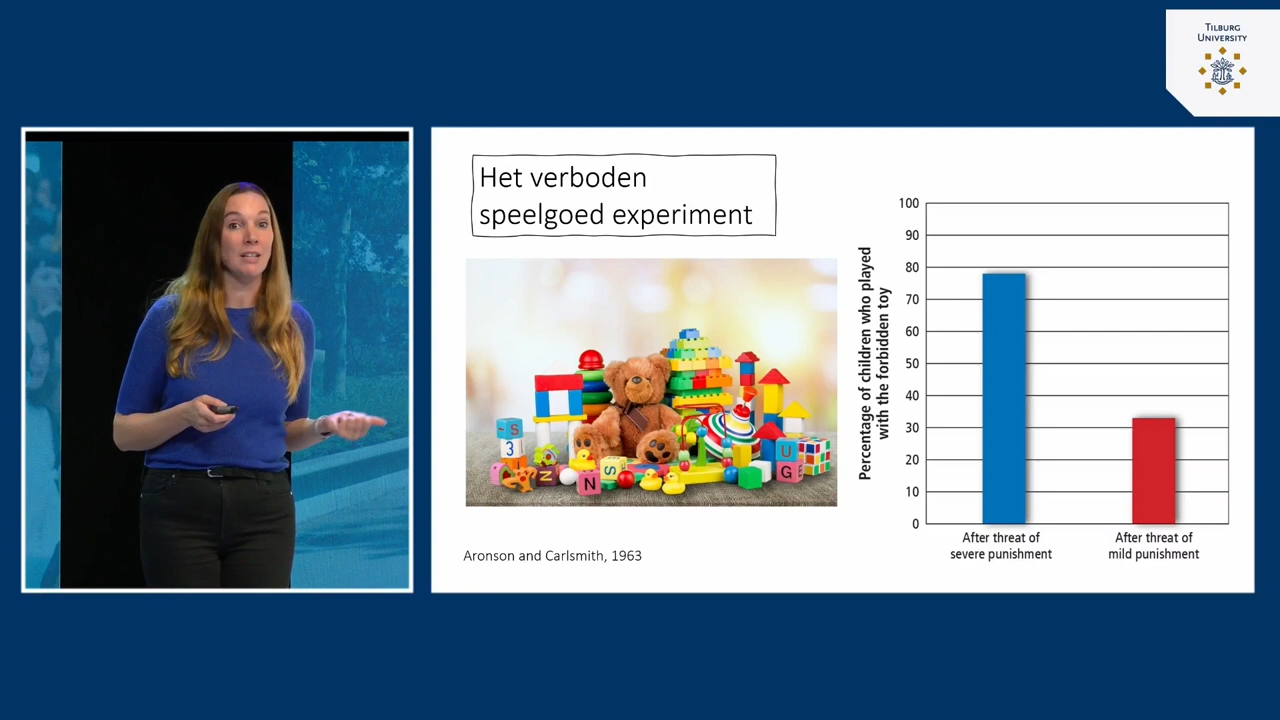 TILBURG
UNIVERSITY
Het verboden
speelgoed experiment
Aronson and Carlsmith, 1963
Percentage of children who played
with the forbidden toy
100
90
80
70
60
50
40
30
20
10
0
After threat of
severe punishment
After threat of
mild punishment
S
3
N
N
S
U
G